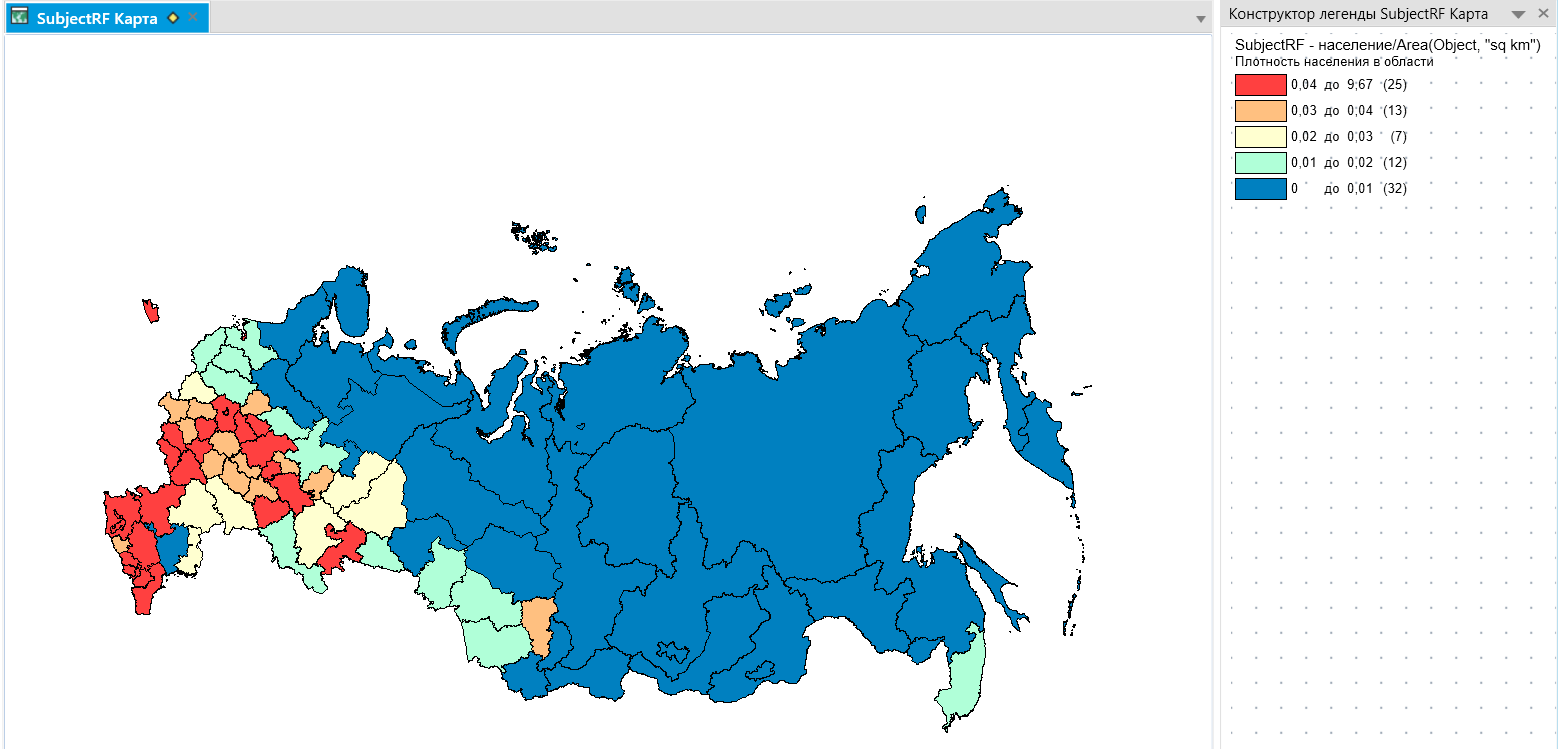 SubjectRF Карта
Конструктор легенды SubjectRF Карта
SubjectRF - население/Area(Object, "sq km")
Плотность населения в области
0,04 до 9,67 (25)
0,03 до 0,04 (13)
0,02 до 0,03 (7)
0,01 до 0,02 (12)
0 до 0,01 (32)